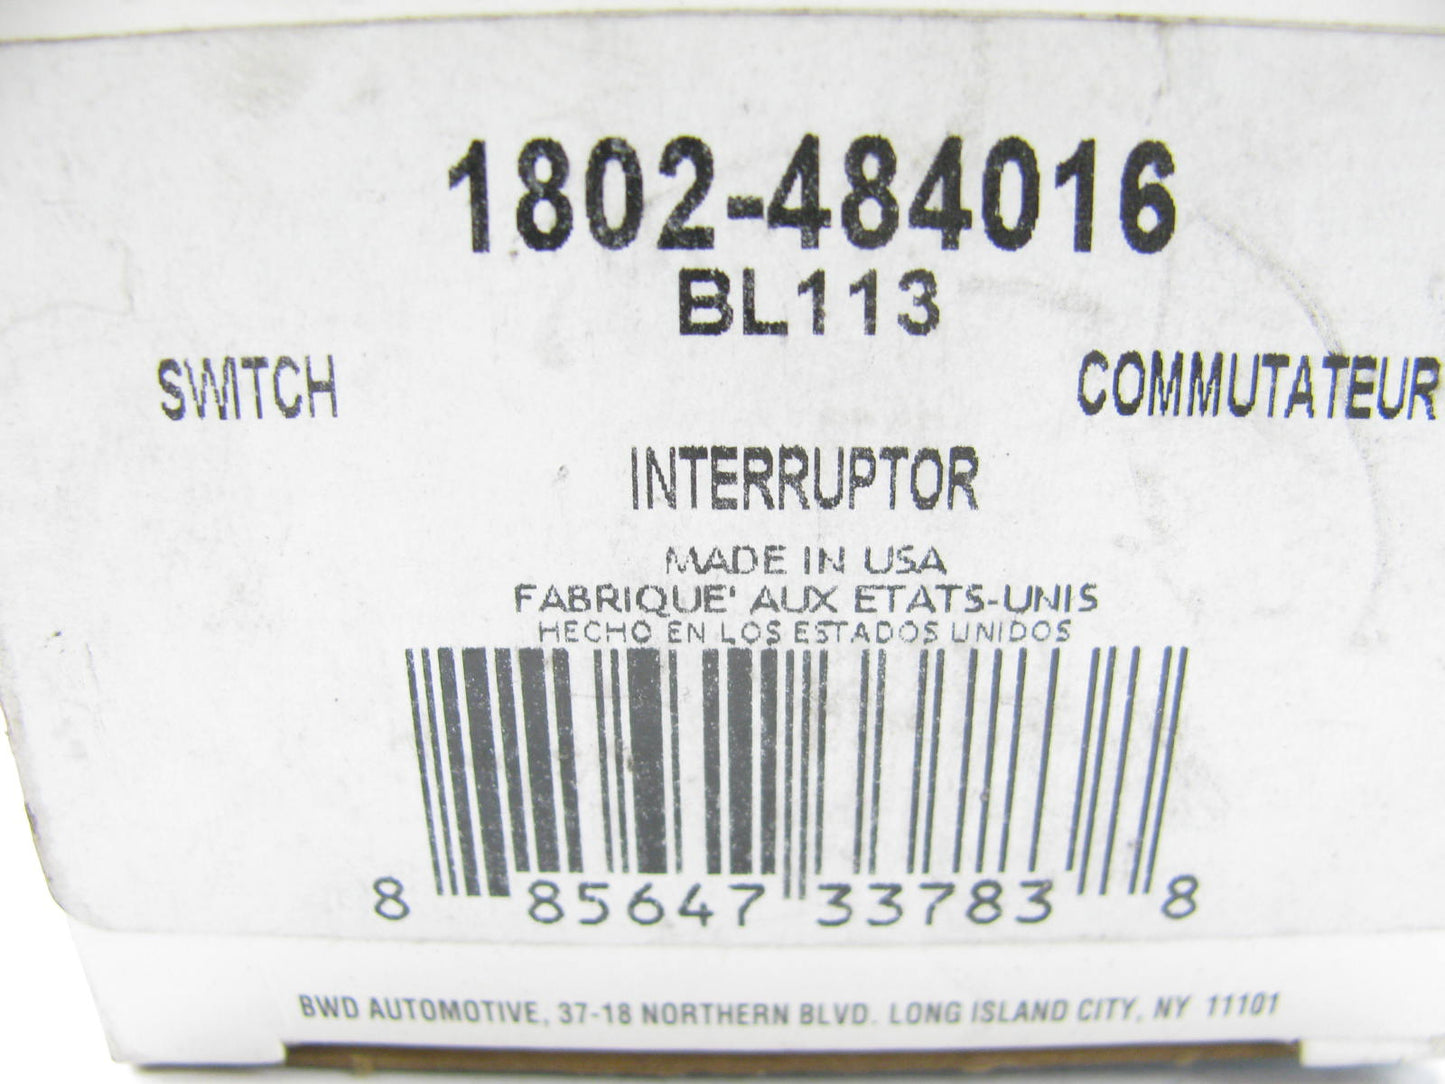 1802-484016
BL113
SWITCH COMMUTATEUR
INTERRUPTOR
MADE IN USA
FABRIQUE' AUX ETATS-UNIS
HECHO EN LOS ESTADOS UNIDOS
8 85647 33783 8
BWD AUTOMOTIVE, 37-18 NORTHERN BLVD. LONG ISLAND CITY, NY 11101